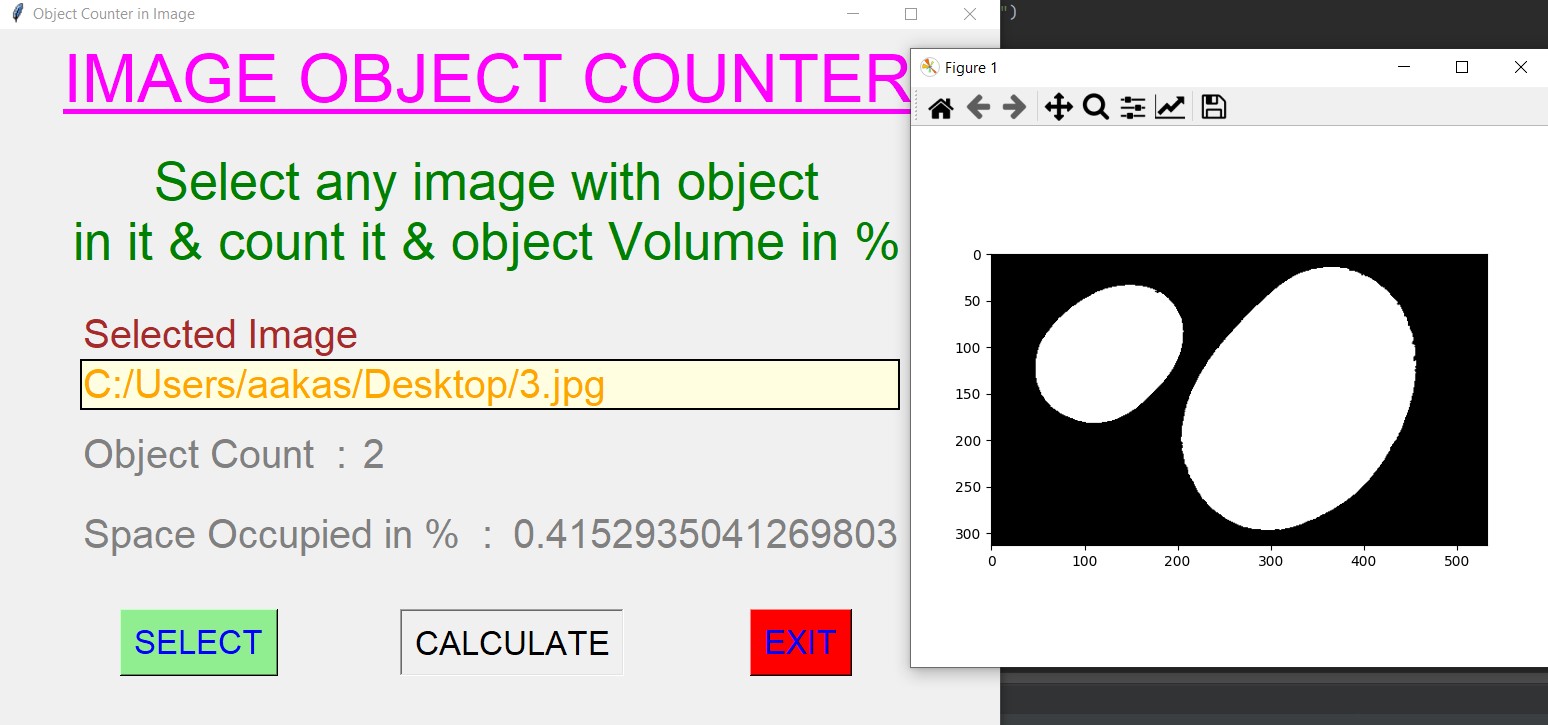 Object Counter in Image
")
IMAGE OBJECT COUNTER
Select any image with object
in it & count it & object Volume in %
Selected Image
C:/Users/aakas/Desktop/3.jpg
Object Count : 2
Space Occupied in % : 0.4152935041269803
SELECT
CALCULATE
EXIT
Figure 1
0
50
100
150
200
250
300
0 100 200 300 400 500